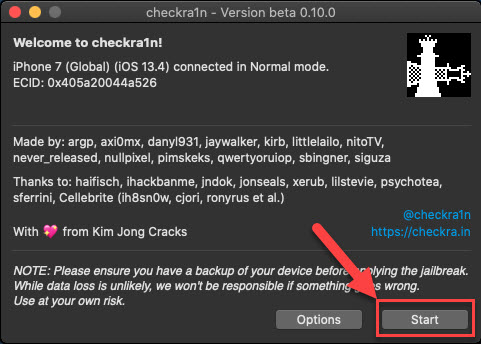 checkra1n - Version beta 0.10.0
Welcome to checkra1n!
iPhone 7 (Global) (iOS 13.4) connected in Normal mode.
ECID: 0x405a20044a526
Made by: argp, axi0mx, danyl931, jaywalker, kirb, littlelailo, nitoTV,
never_released, nullpixel, pimskeks, qwertyoruiop, sbingner, siguza
Thanks to: haifisch, ihackbanme, jndok, jonseals, xerub, lilstevie, psychotea,
sferrini, Cellebrite (ih8sn0w, cjori, ronyrus et al.)
@checkra1n
With 💖 from Kim Jong Cracks
https://checkra.in
NOTE: Please ensure you have a backup of your device before applying the jailbreak.
While data loss is unlikely, we won't be responsible if something goes wrong.
Use at your own risk.
Options
Start